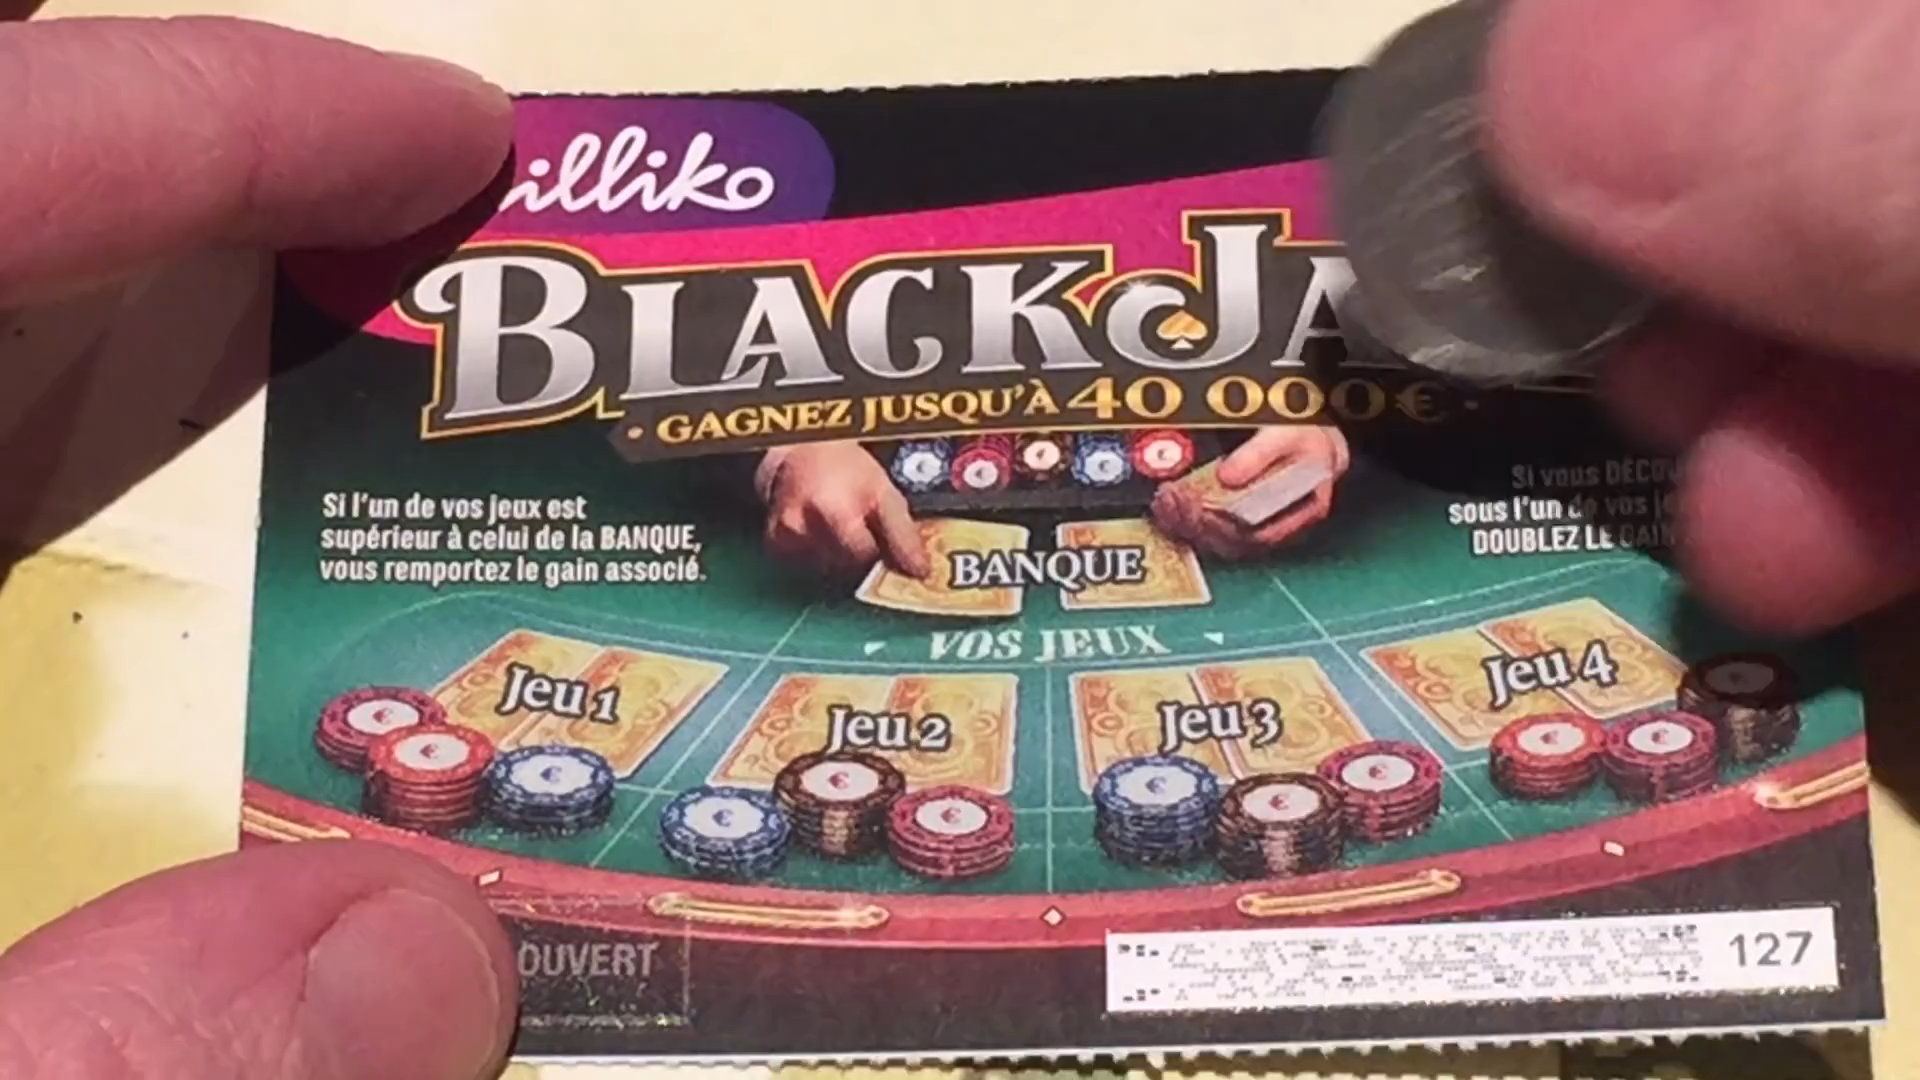 illiko
BLACKJA
• GAGNEZ JUSQU'À 40 000€ •
Si l'un de vos jeux est
supérieur à celui de la BANQUE,
vous remportez le gain associé.
Si vous DÉCOU
sous l'un de vos je
DOUBLEZ LE GAIN
BANQUE
VOS JEUX
Jeu 1
Jeu 2
Jeu 3
Jeu 4
OUVERT
127